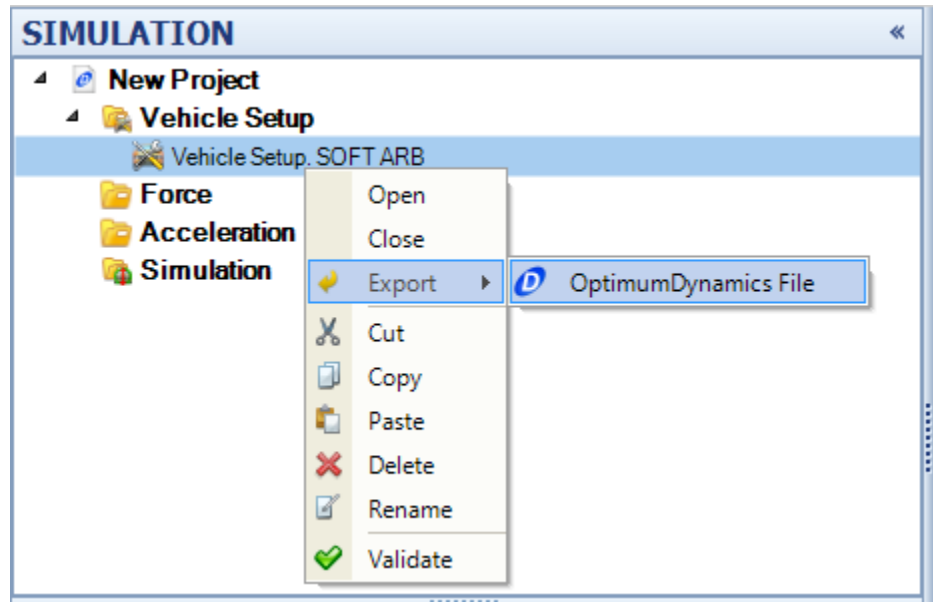 SIMULATION «
New Project
Vehicle Setup
Vehicle Setup. SOFT ARB
Force
Open
Acceleration
Close
Simulation
Export
OptimumDynamics File
Cut
Copy
Paste
Delete
Rename
Validate